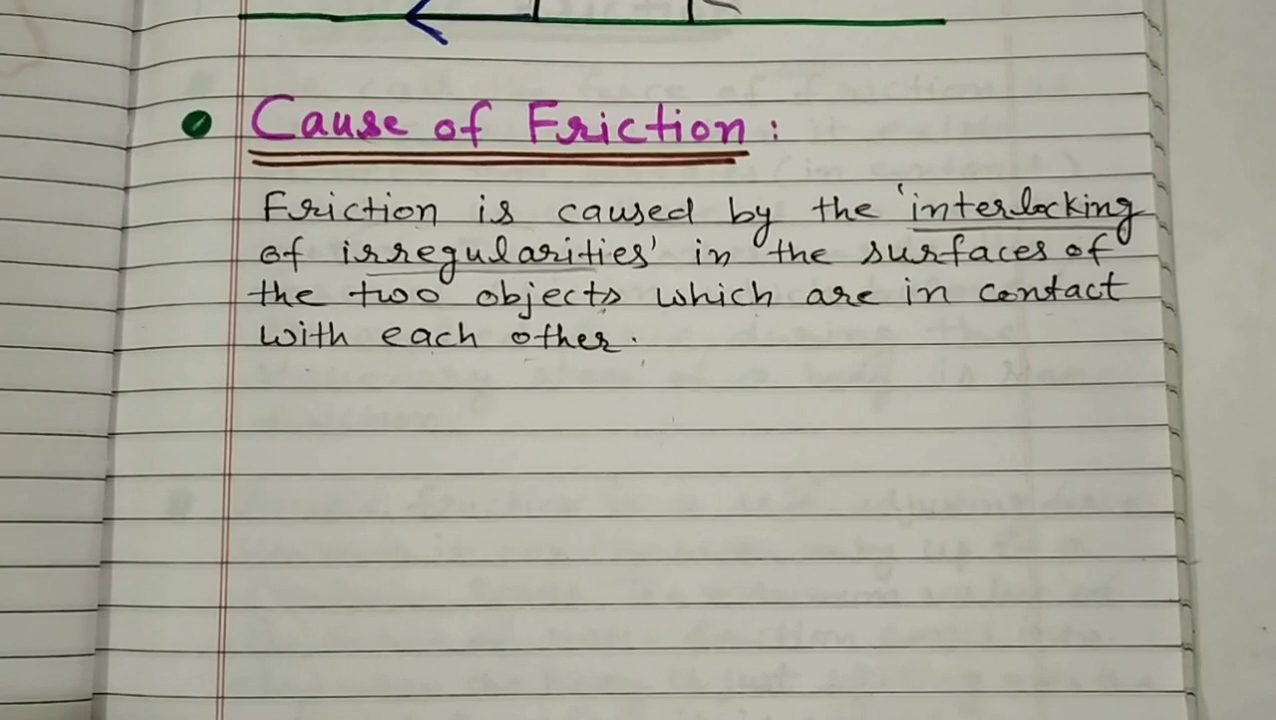 Cause of Friction :
Friction is caused by the 'interlocking
of irregularities' in the surfaces of
the two objects which are in contact
with each other.